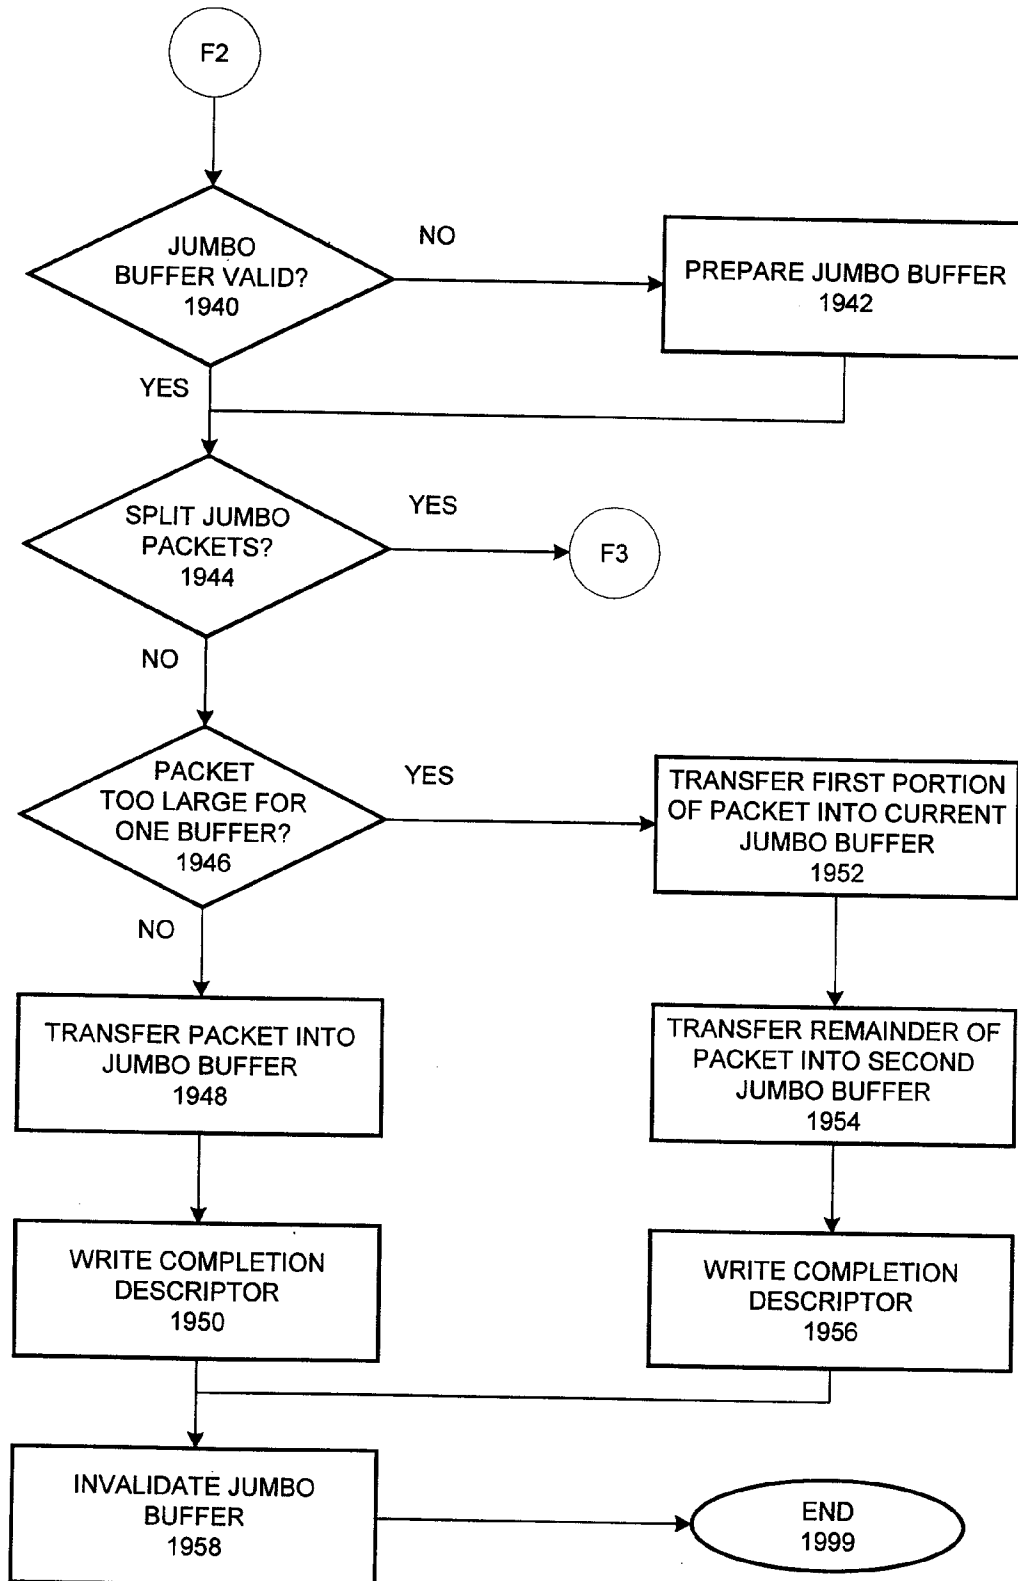 F2
JUMBO
BUFFER VALID?
1940
NO
PREPARE JUMBO BUFFER
1942
YES
SPLIT JUMBO
PACKETS?
1944
YES
F3
NO
PACKET
TOO LARGE FOR
ONE BUFFER?
1946
YES
TRANSFER FIRST PORTION
OF PACKET INTO CURRENT
JUMBO BUFFER
1952
NO
TRANSFER PACKET INTO
JUMBO BUFFER
1948
TRANSFER REMAINDER OF
PACKET INTO SECOND
JUMBO BUFFER
1954
WRITE COMPLETION
DESCRIPTOR
1950
WRITE COMPLETION
DESCRIPTOR
1956
INVALIDATE JUMBO
BUFFER
1958
END
1999